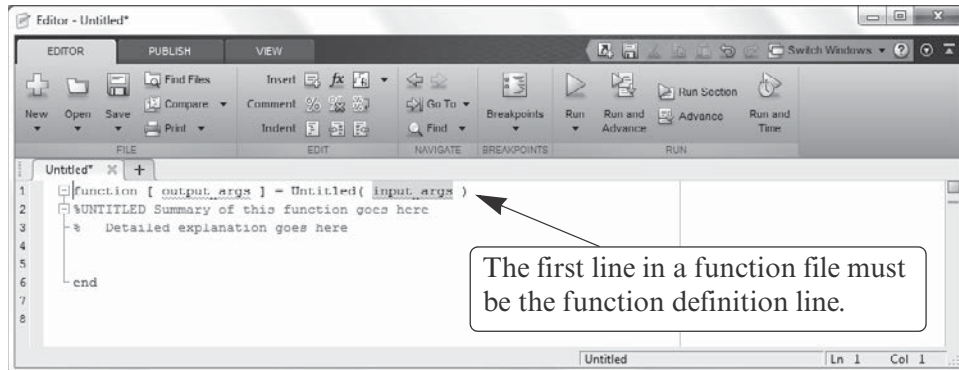 Editor - Untitled*
EDITOR PUBLISH VIEW
Switch Windows
New Open Save
Find Files
Compare
Print
FILE
Insert fx
Comment
Indent
EDIT
Go To
Find
NAVIGATE
Breakpoints
BREAKPOINTS
Run
Run and Advance
Run Section
Advance
Run and Time
RUN
Untitled* +
1 function [ output_args ] = Untitled( input_args )
2 %UNTITLED Summary of this function goes here
3 % Detailed explanation goes here
4
5
6 end
7
8
The first line in a function file must
be the function definition line.
Untitled Ln 1 Col 1